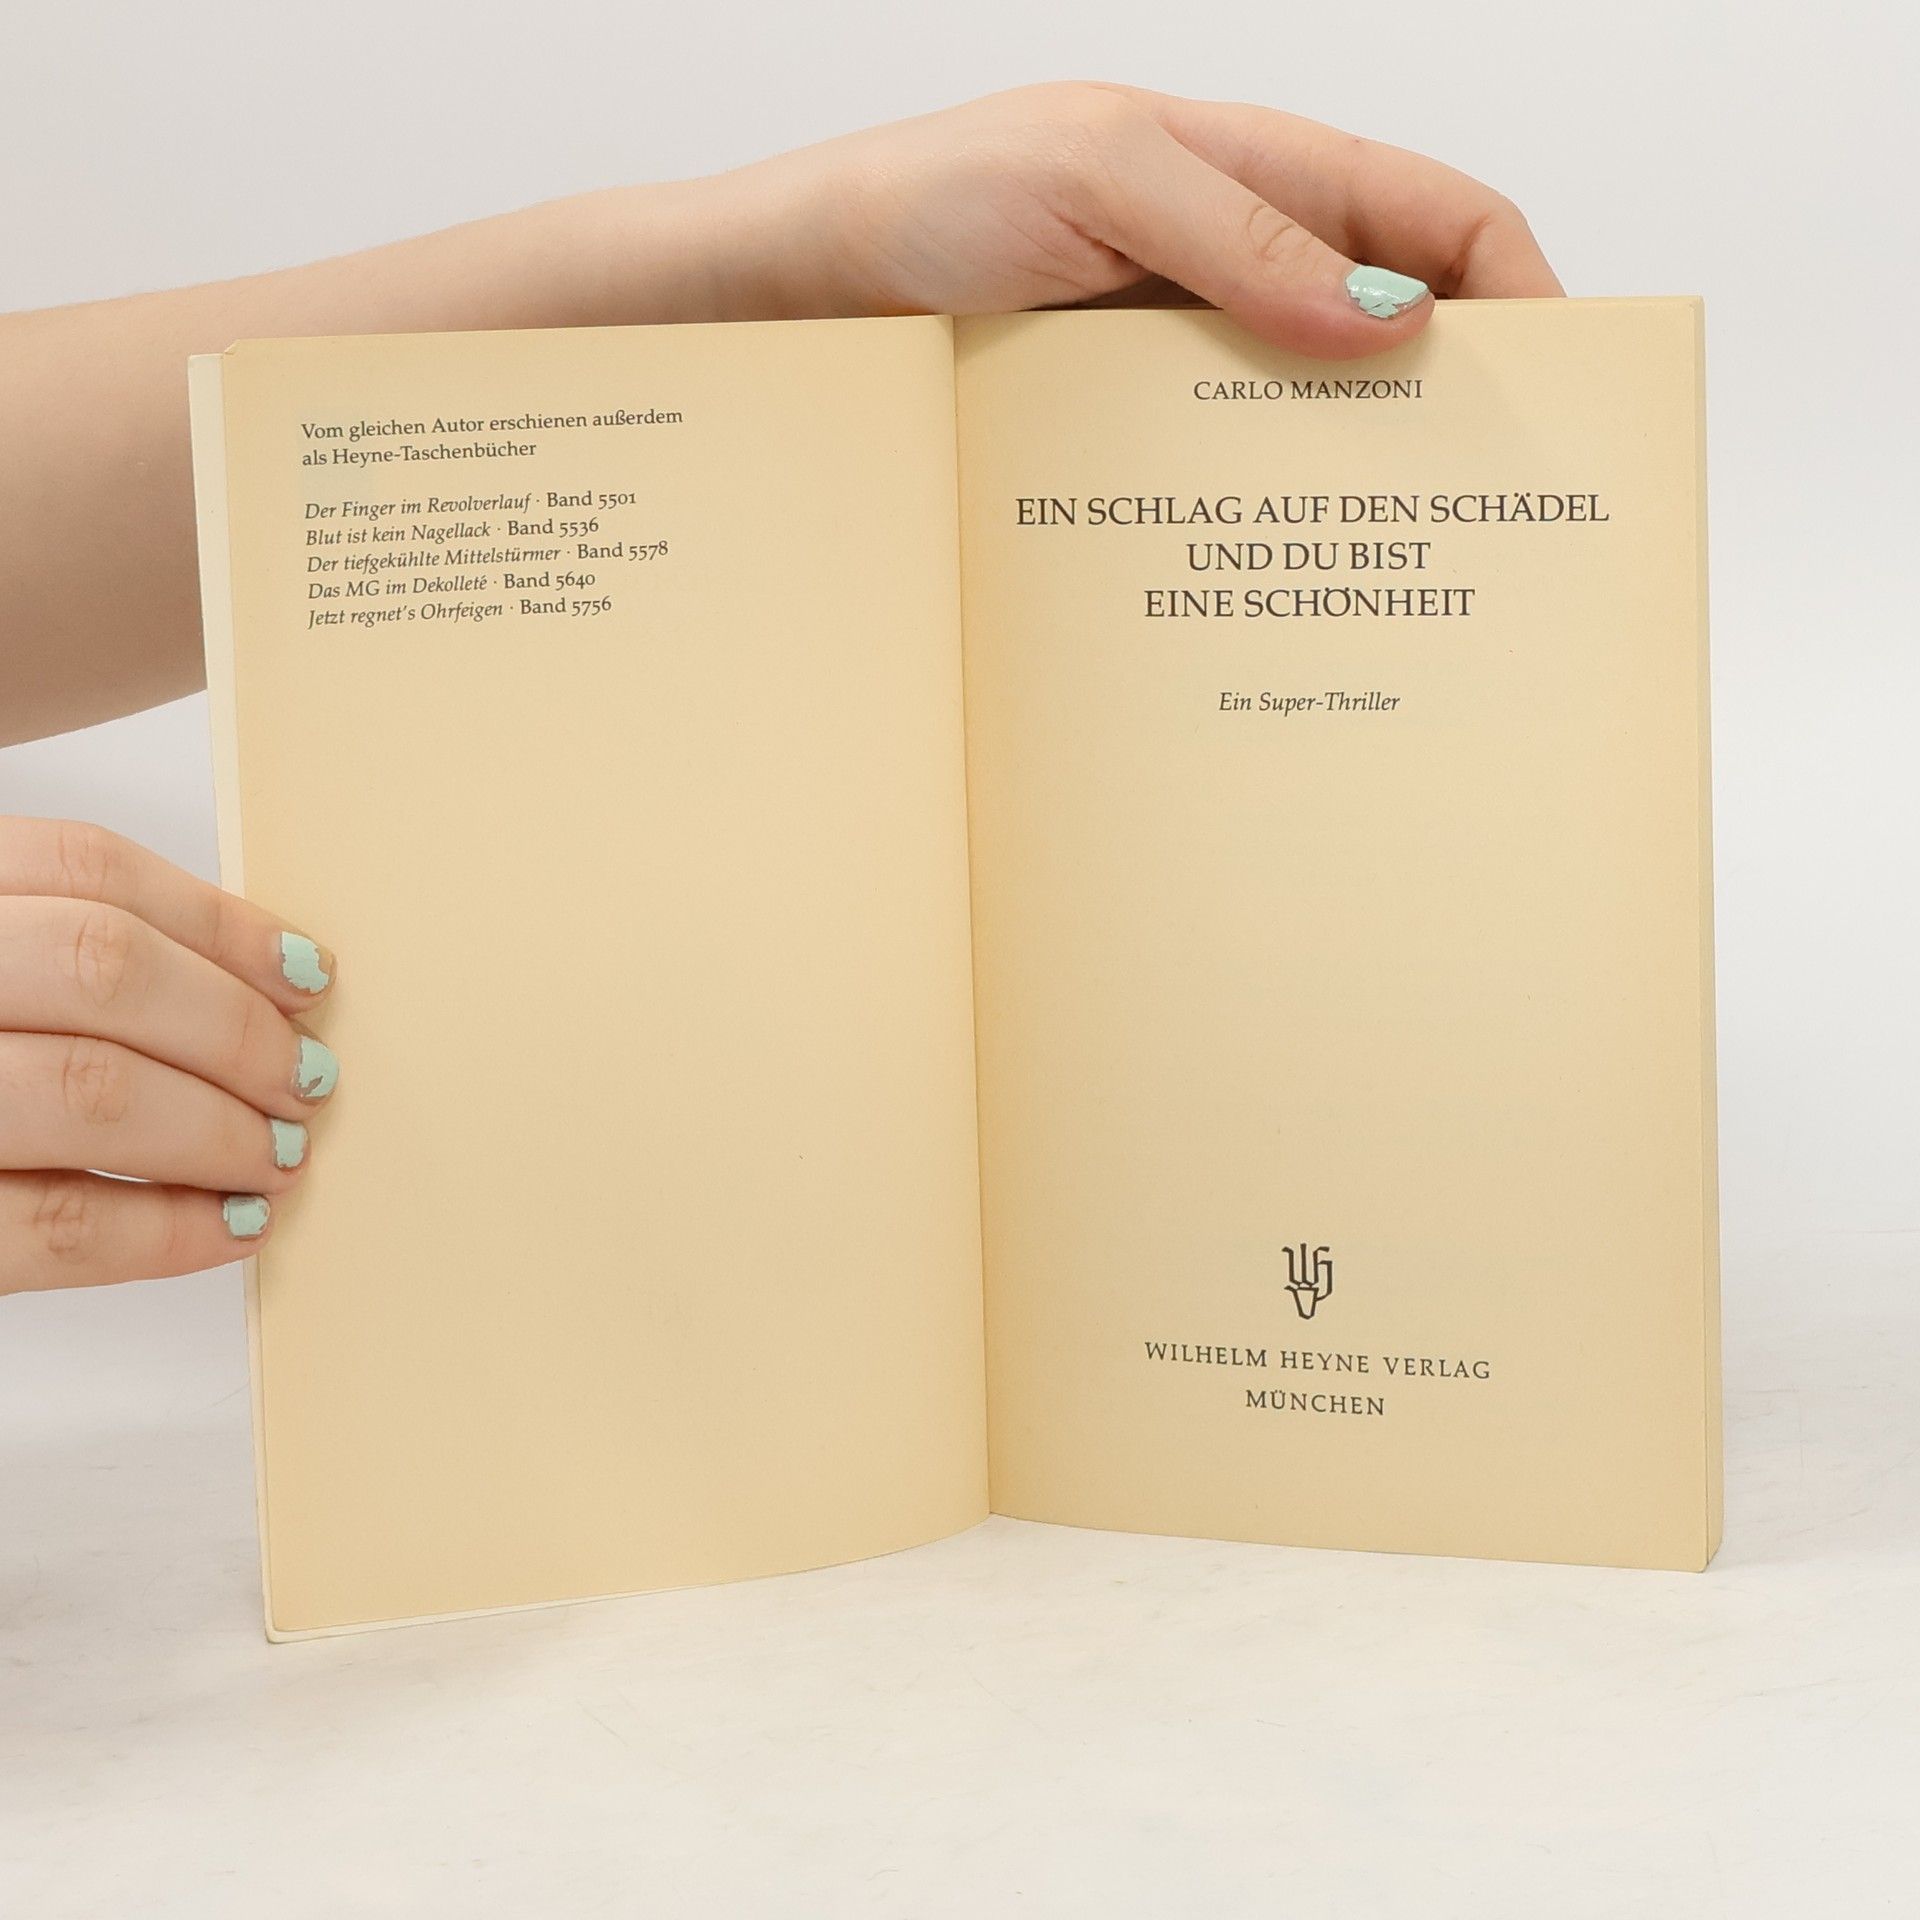 Vom gleichen Autor erschienen außerdem
als Heyne-Taschenbücher
Der Finger im Revolverlauf · Band 5501
Blut ist kein Nagellack · Band 5536
Der tiefgekühlte Mittelstürmer · Band 5578
Das MG im Dekolleté · Band 5640
Jetzt regnet's Ohrfeigen · Band 5756
CARLO MANZONI
EIN SCHLAG AUF DEN SCHÄDEL
UND DU BIST
EINE SCHÖNHEIT
Ein Super-Thriller
WH
WILHELM HEYNE VERLAG
MÜNCHEN